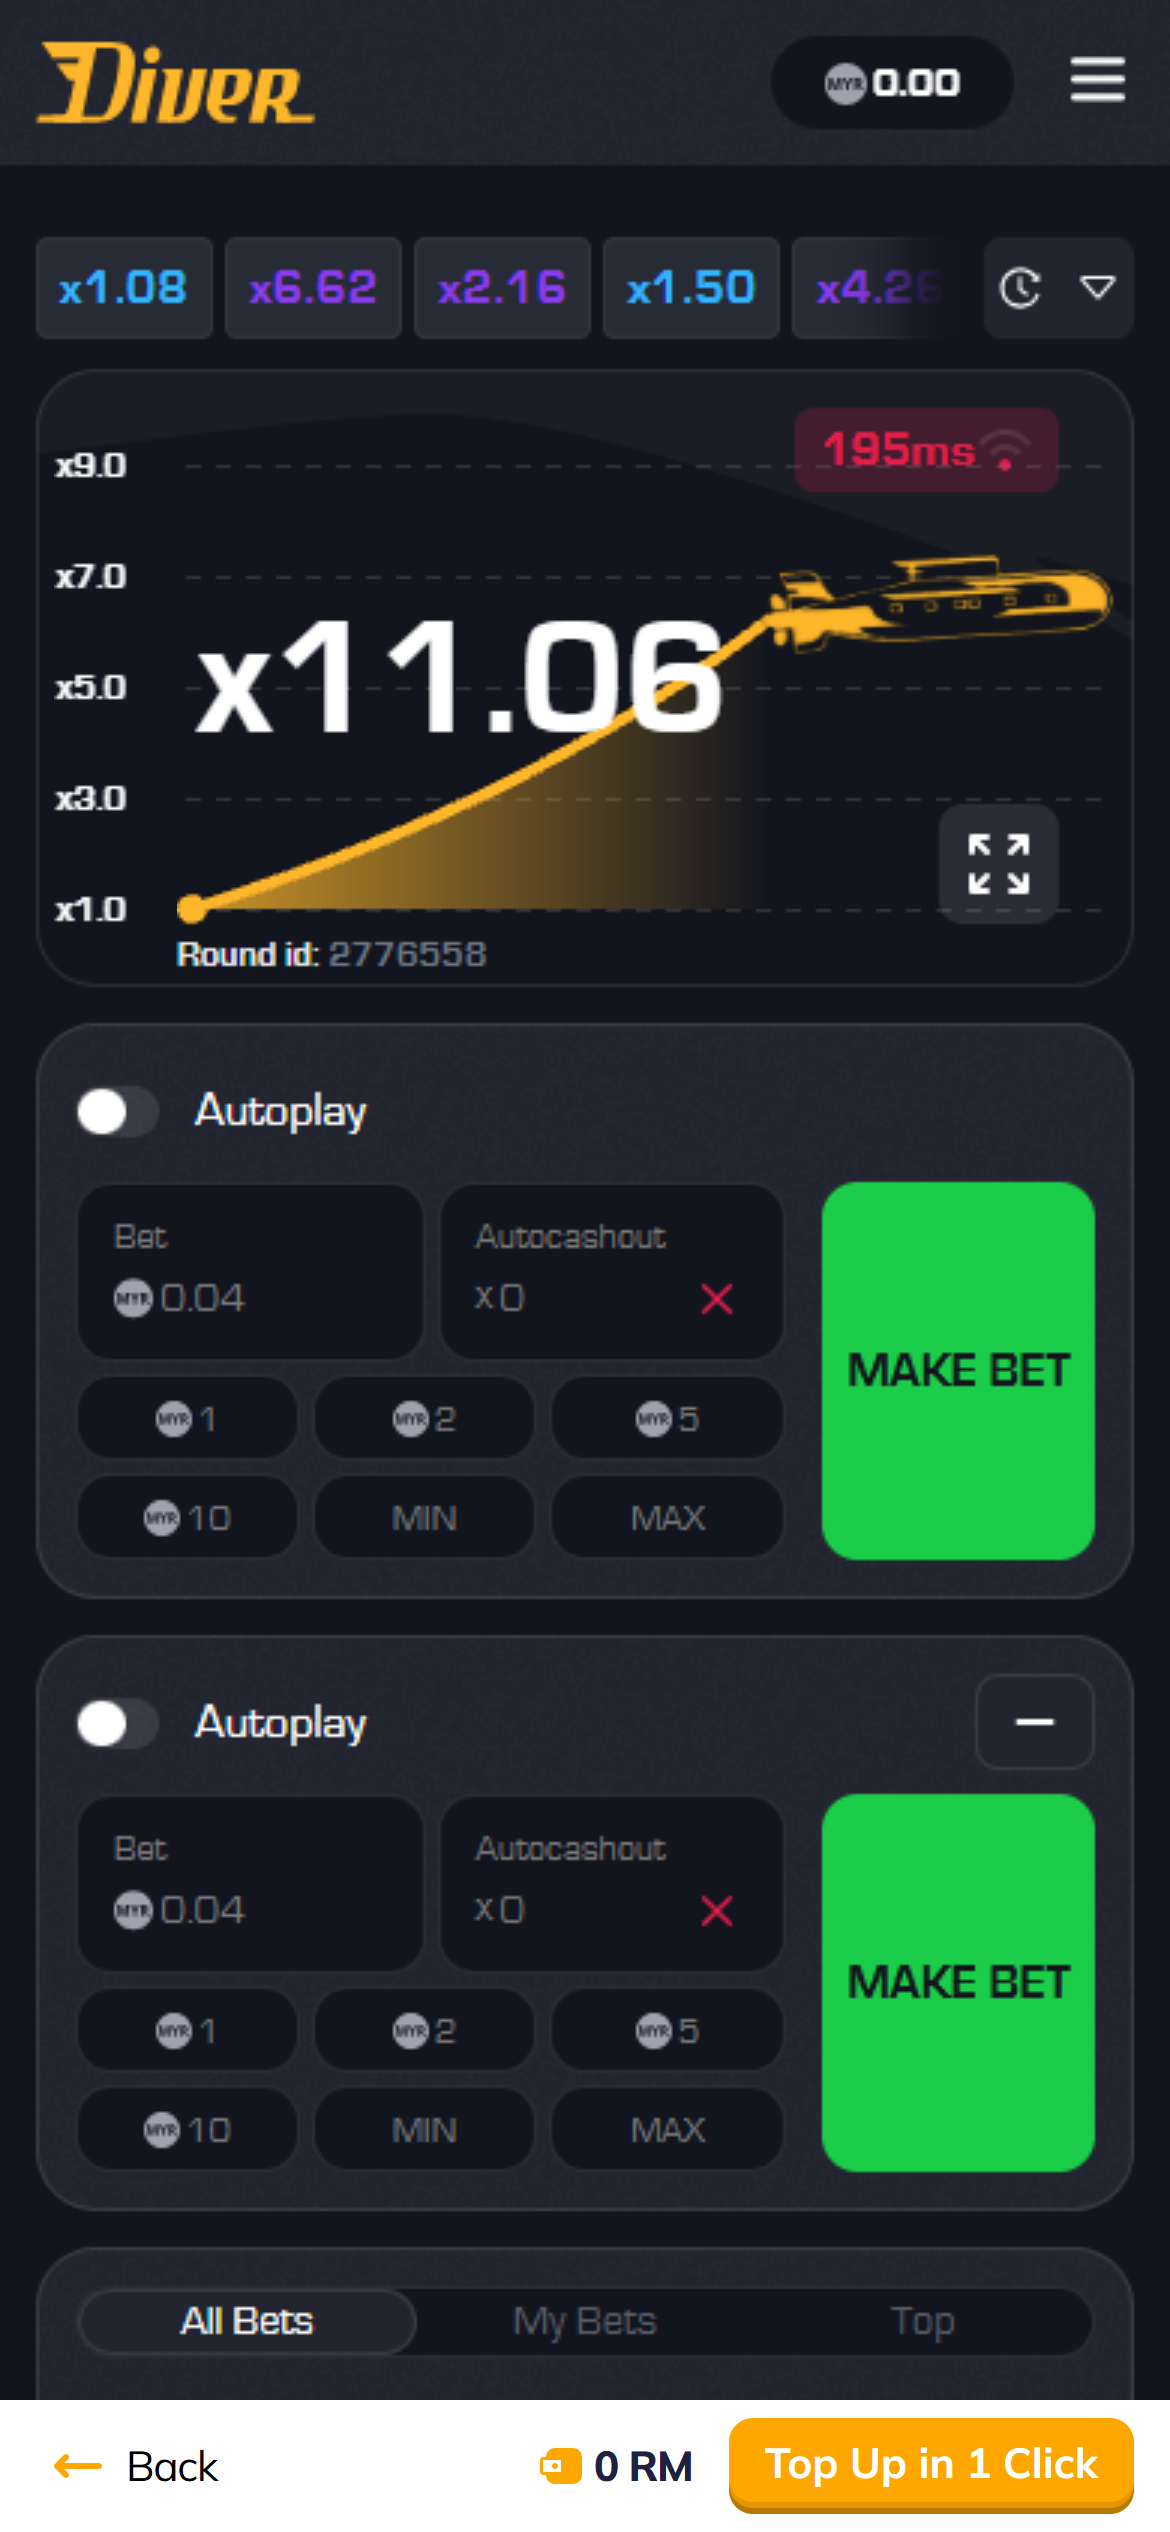 Diver
MYR 0.00
x1.08 x6.62 x2.16 x1.50 x4.26
195ms
x9.0
x7.0
x11.06
x5.0
x3.0
x1.0
Round id: 2776558
Autoplay
Bet
MYR 0.04
Autocashout
x0
MAKE BET
MYR 1 MYR 2 MYR 5
MYR 10 MIN MAX
Autoplay
Bet
MYR 0.04
Autocashout
x0
MAKE BET
MYR 1 MYR 2 MYR 5
MYR 10 MIN MAX
All Bets My Bets Top
Back 0 RM Top Up in 1 Click